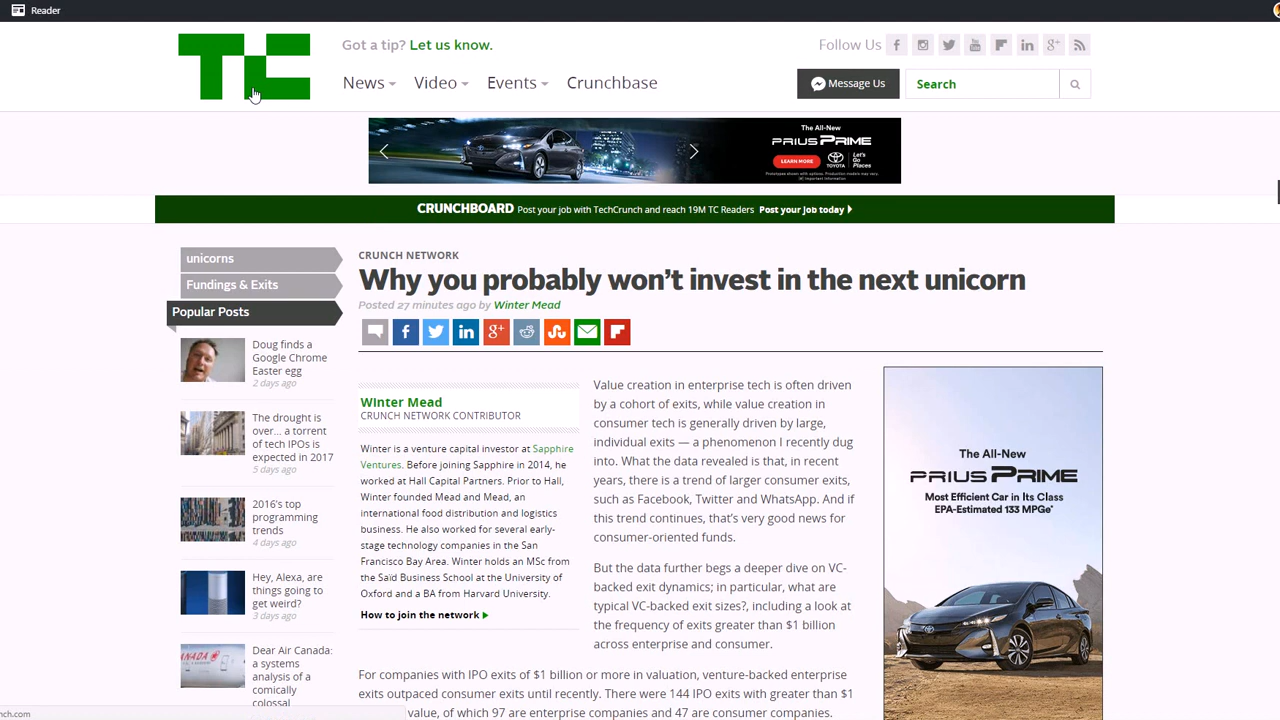 Reader
TC
Got a tip? Let us know.
Follow Us
News
Video
Events
Crunchbase
Message Us
Search
The All-New
PRIUS PRIME
LEARN MORE
TOYOTA
Let's
Go
Places
CRUNCHBOARD Post your job with TechCrunch and reach 19M TC Readers Post your job today
unicorns
Fundings & Exits
Popular Posts
Doug finds a
Google Chrome
Easter egg
2 days ago
The drought is
over... a torrent
of tech IPOs is
expected in 2017
5 days ago
2016's top
programming
trends
4 days ago
Hey, Alexa, are
things going to
get weird?
3 days ago
Dear Air Canada:
a systems
analysis of a
comically
colossal
CRUNCH NETWORK
Why you probably won't invest in the next unicorn
Posted 27 minutes ago by Winter Mead
Winter Mead
CRUNCH NETWORK CONTRIBUTOR
Winter is a venture capital investor at Sapphire
Ventures. Before joining Sapphire in 2014, he
worked at Hall Capital Partners. Prior to Hall,
Winter founded Mead and Mead, an
international food distribution and logistics
business. He also worked for several early-
stage technology companies in the San
Francisco Bay Area. Winter holds an MSc from
the Saïd Business School at the University of
Oxford and a BA from Harvard University.
How to join the network
Value creation in enterprise tech is often driven
by a cohort of exits, while value creation in
consumer tech is generally driven by large,
individual exits — a phenomenon I recently dug
into. What the data revealed is that, in recent
years, there is a trend of larger consumer exits,
such as Facebook, Twitter and WhatsApp. And if
this trend continues, that's very good news for
consumer-oriented funds.
But the data further begs a deeper dive on VC-
backed exit dynamics; in particular, what are
typical VC-backed exit sizes?, including a look at
the frequency of exits greater than $1 billion
across enterprise and consumer.
For companies with IPO exits of $1 billion or more in valuation, venture-backed enterprise
exits outpaced consumer exits until recently. There were 144 IPO exits with greater than $1
value, of which 97 are enterprise companies and 47 are consumer companies.
The All-New
PRIUS PRIME
Most Efficient Car in Its Class
EPA-Estimated 133 MPGe*
nch.com